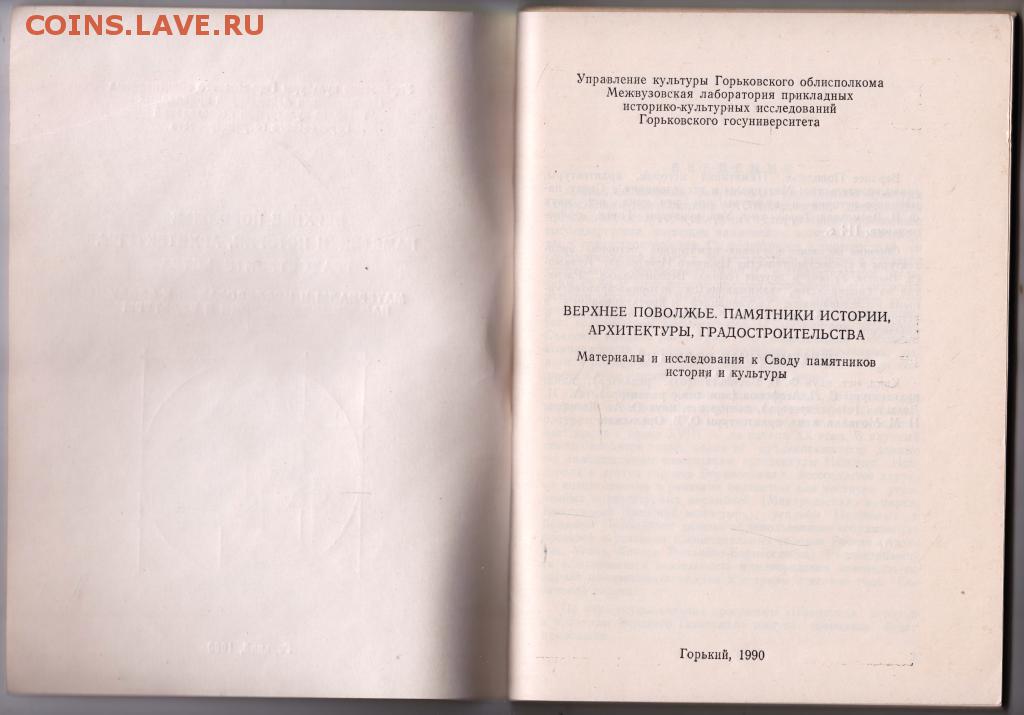 COINS.LAVE.RU
Управление культуры Горьковского облисполкома
Межвузовская лаборатория прикладных
историко-культурных исследований
Горьковского госуниверситета
ВЕРХНЕЕ ПОВОЛЖЬЕ. ПАМЯТНИКИ ИСТОРИИ,
АРХИТЕКТУРЫ, ГРАДОСТРОИТЕЛЬСТВА
Материалы и исследования к Своду памятников
истории и культуры
Горький, 1990